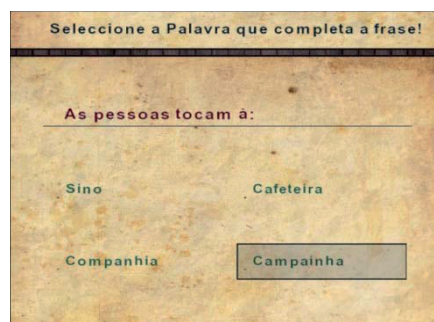 Seleccione a Palavra que completa a frase!
As pessoas tocam à:
Sino
Cafeteira
Companhia
Campainha